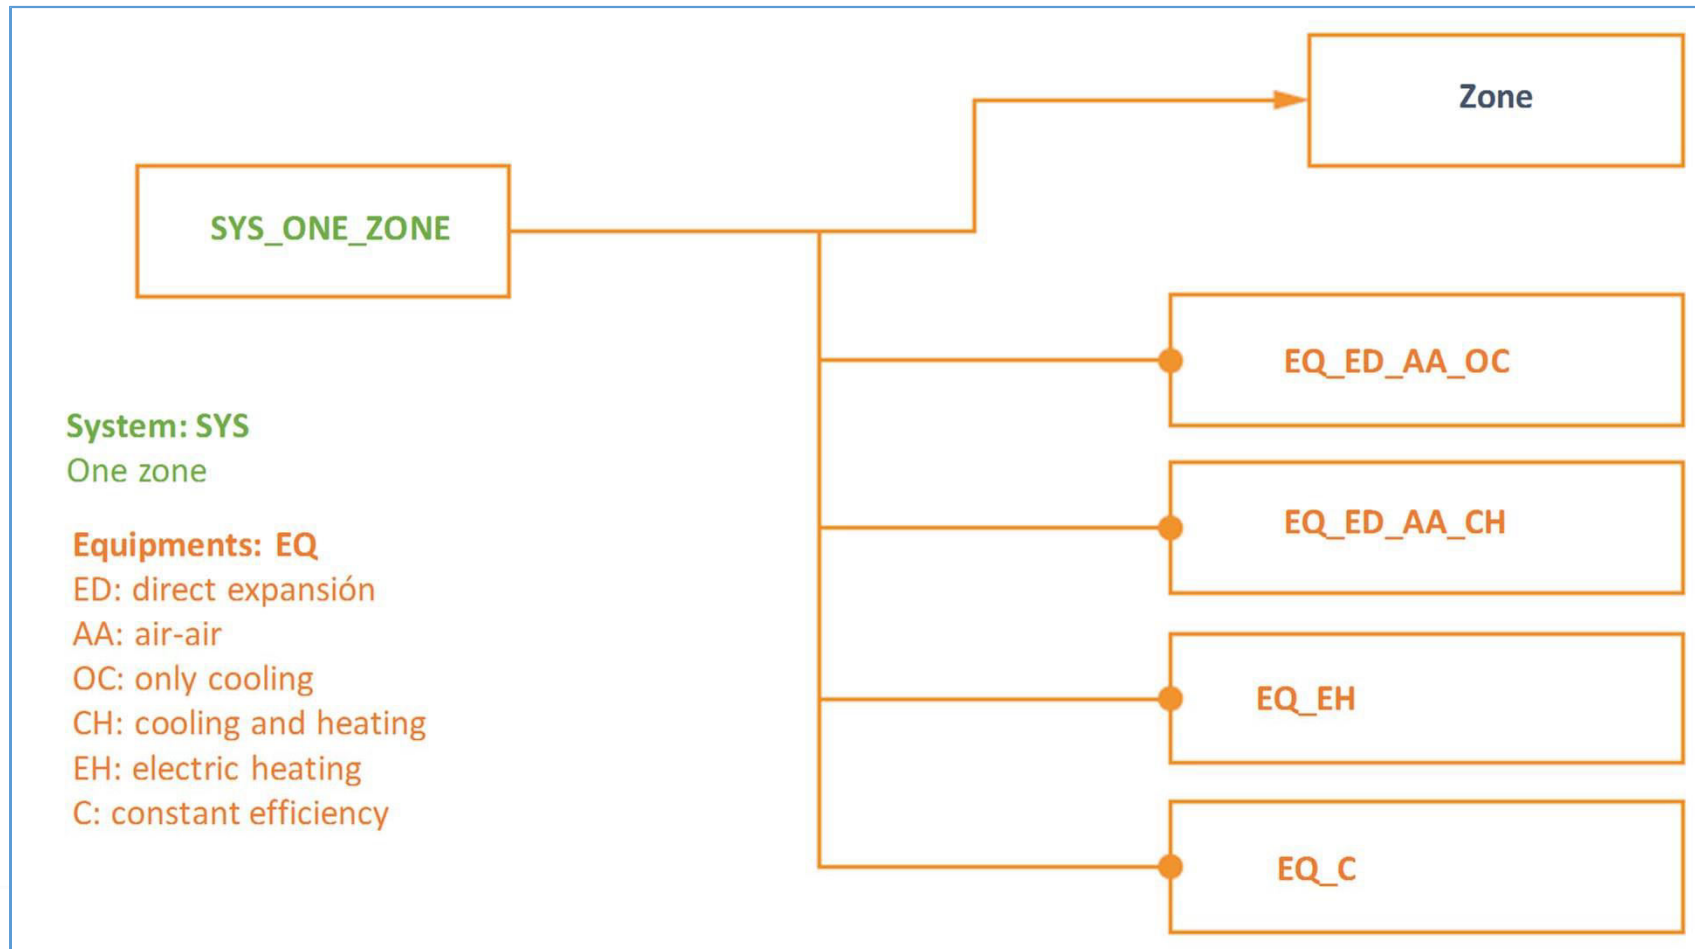 Zone
SYS_ONE_ZONE
EQ_ED_AA_OC
System: SYS
One zone
EQ_ED_AA_CH
Equipments: EQ
ED: direct expansión
AA: air-air
OC: only cooling
CH: cooling and heating
EH: electric heating
C: constant efficiency
EQ_EH
EQ_C